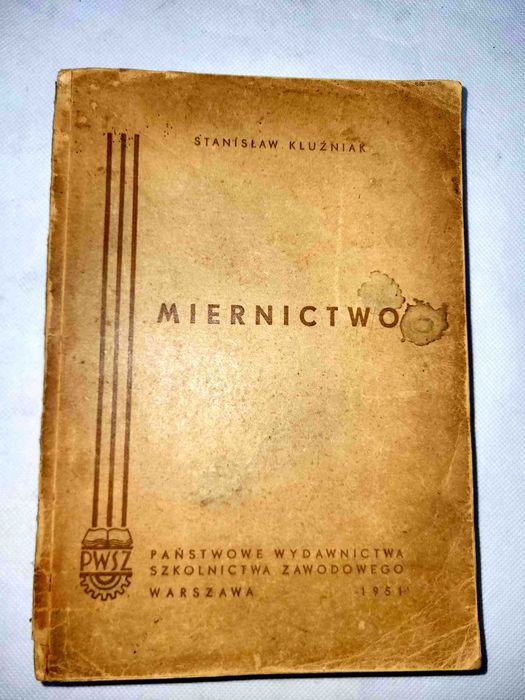 STANISŁAW KLUŹNIAK
MIERNICTWO
PWSZ
PAŃSTWOWE WYDAWNICTWA
SZKOLNICTWA ZAWODOWEGO
WARSZAWA 1951